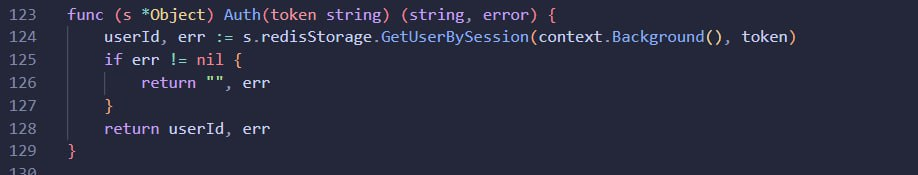 123 func (s *Object) Auth(token string) (string, error) {
124     userId, err := s.redisStorage.GetUserBySession(context.Background(), token)
125     if err != nil {
126         return "", err
127     }
128     return userId, err
129 }
130